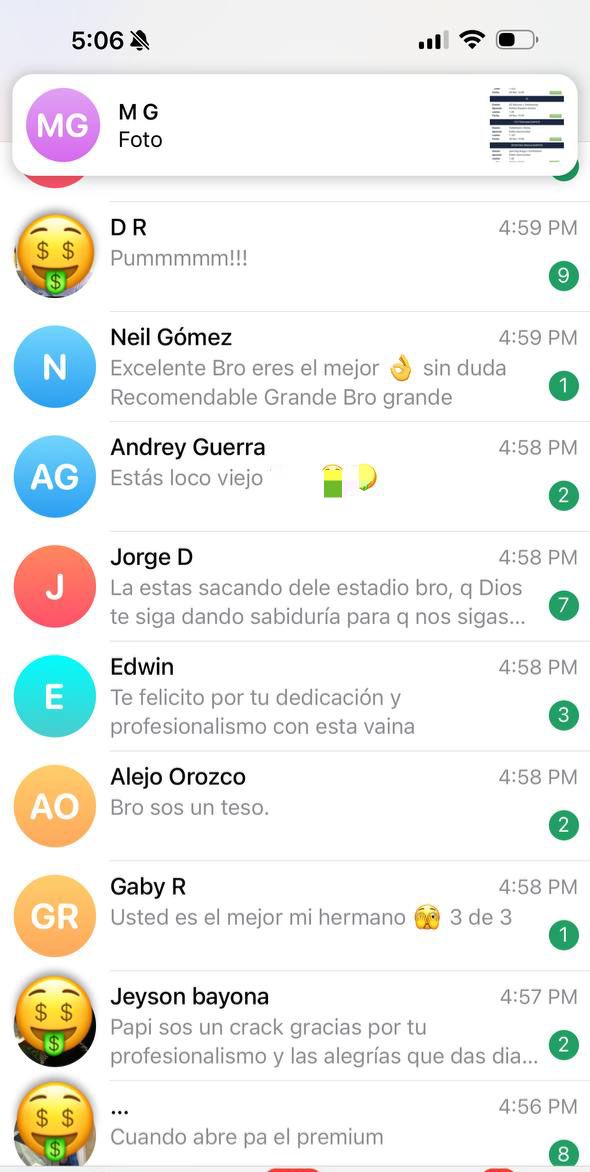 5:06
MG
M G
Foto
D R
4:59 PM
Pummmmm!!!
9
N
Neil Gómez
4:59 PM
Excelente Bro eres el mejor 👌 sin duda
Recomendable Grande Bro grande
1
AG
Andrey Guerra
4:58 PM
Estás loco viejo
2
J
Jorge D
4:58 PM
La estas sacando dele estadio bro, q Dios
te siga dando sabiduría para q nos sigas...
7
E
Edwin
4:58 PM
Te felicito por tu dedicación y
profesionalismo con esta vaina
3
AO
Alejo Orozco
4:58 PM
Bro sos un teso.
2
GR
Gaby R
4:58 PM
Usted es el mejor mi hermano 🫣 3 de 3
1
Jeyson bayona
4:57 PM
Papi sos un crack gracias por tu
profesionalismo y las alegrías que das dia...
2
...
4:56 PM
Cuando abre pa el premium
8